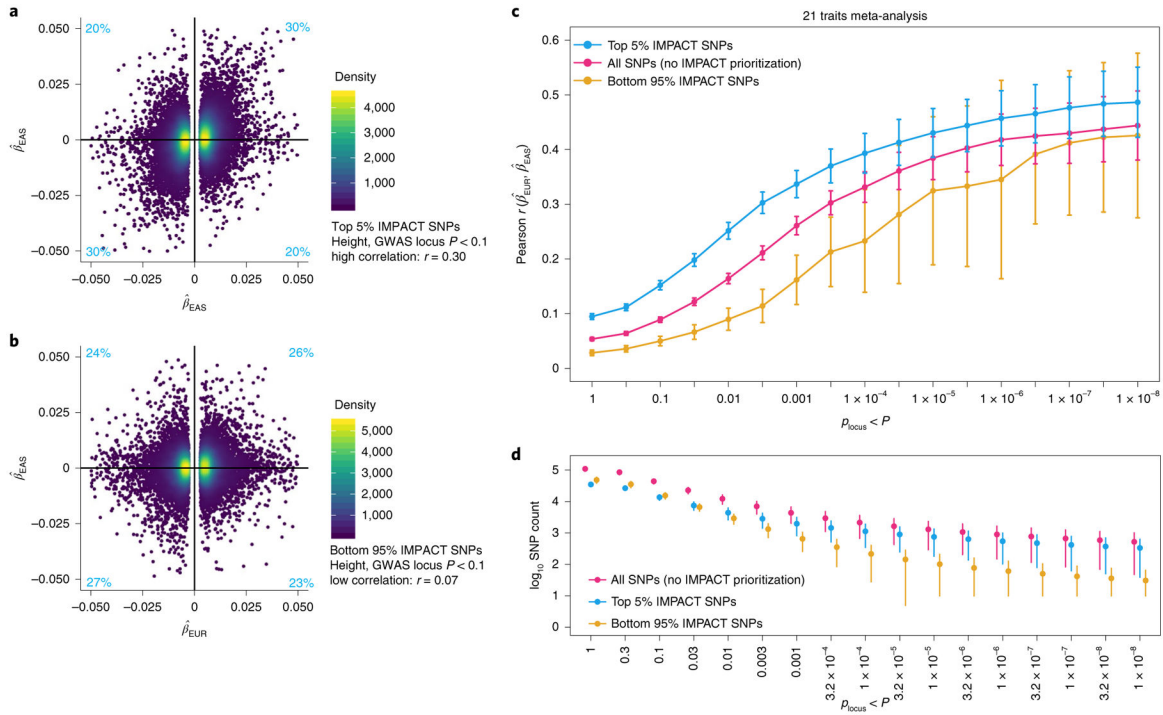 a
0.050
0.025
0
−0.025
−0.050
β̂EAS
20%
30%
30%
20%
−0.050
−0.025
0
0.025
0.050
β̂EAS
Density
4,000
3,000
2,000
1,000
Top 5% IMPACT SNPs
Height, GWAS locus P < 0.1
high correlation: r = 0.30
b
0.050
0.025
0
−0.025
−0.050
β̂EAS
24%
26%
27%
23%
−0.050
−0.025
0
0.025
0.050
β̂EUR
Density
5,000
4,000
3,000
2,000
1,000
Bottom 95% IMPACT SNPs
Height, GWAS locus P < 0.1
low correlation: r = 0.07
c
21 traits meta-analysis
0.6
0.5
0.4
0.3
0.2
0.1
0
Pearson r (β̂EUR, β̂EAS)
Top 5% IMPACT SNPs
All SNPs (no IMPACT prioritization)
Bottom 95% IMPACT SNPs
1
0.1
0.01
0.001
1 × 10−4
1 × 10−5
1 × 10−6
1 × 10−7
1 × 10−8
plocus < P
d
5
4
3
2
1
0
log10 SNP count
All SNPs (no IMPACT prioritization)
Top 5% IMPACT SNPs
Bottom 95% IMPACT SNPs
1
0.3
0.1
0.03
0.01
0.003
0.001
3.2 × 10−4
1 × 10−4
3.2 × 10−5
1 × 10−5
3.2 × 10−6
1 × 10−6
3.2 × 10−7
1 × 10−7
3.2 × 10−8
1 × 10−8
plocus < P